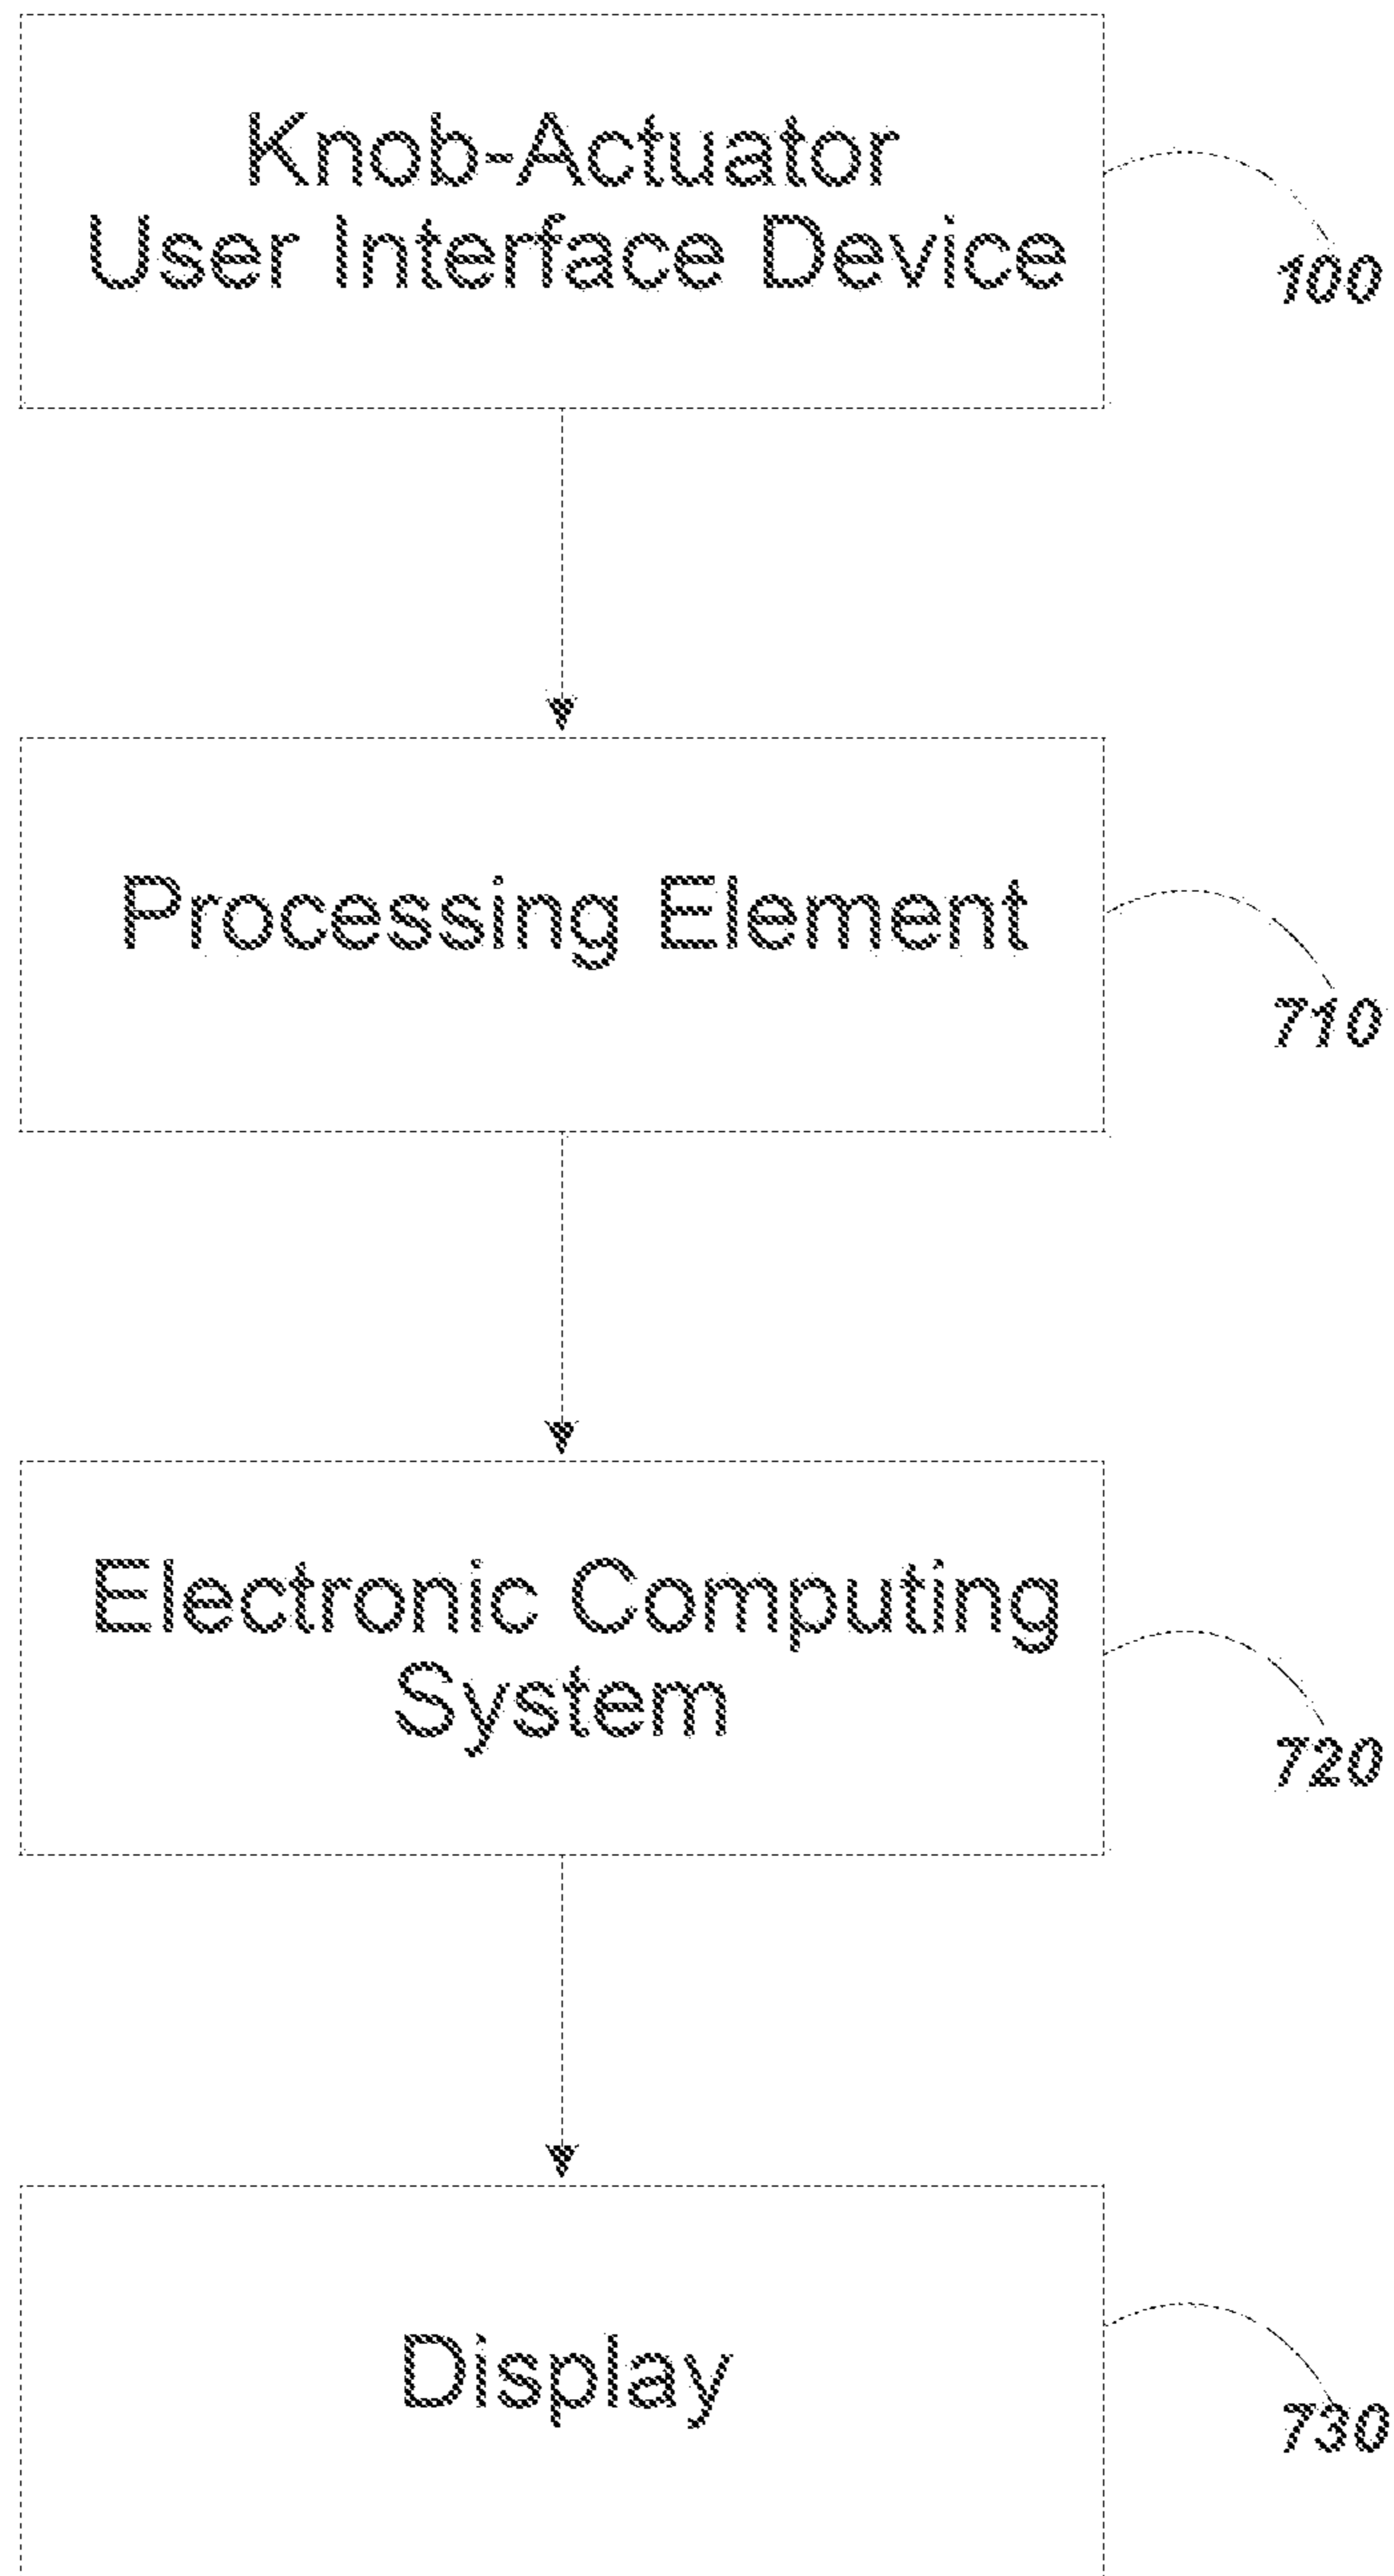 Knob-Actuator
User Interface Device
100
Processing Element
710
Electronic Computing
System
720
Display
730